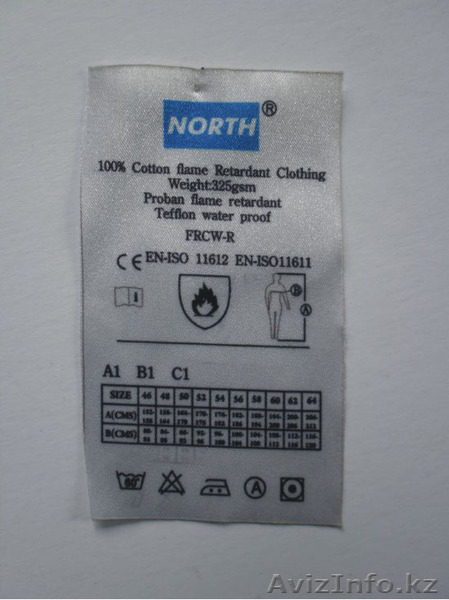 NORTH®
100% Cotton flame Retardant Clothing
Weight:325gsm
Proban flame retardant
Tefflon water proof
FRCW-R
CE EN-ISO 11612 EN-ISO11611
i
B
A
A1 B1 C1
SIZE 46 48 50 52 54 56 58 60 62 64
A(CMS)
B(CMS)
60
A
AvizInfo.kz